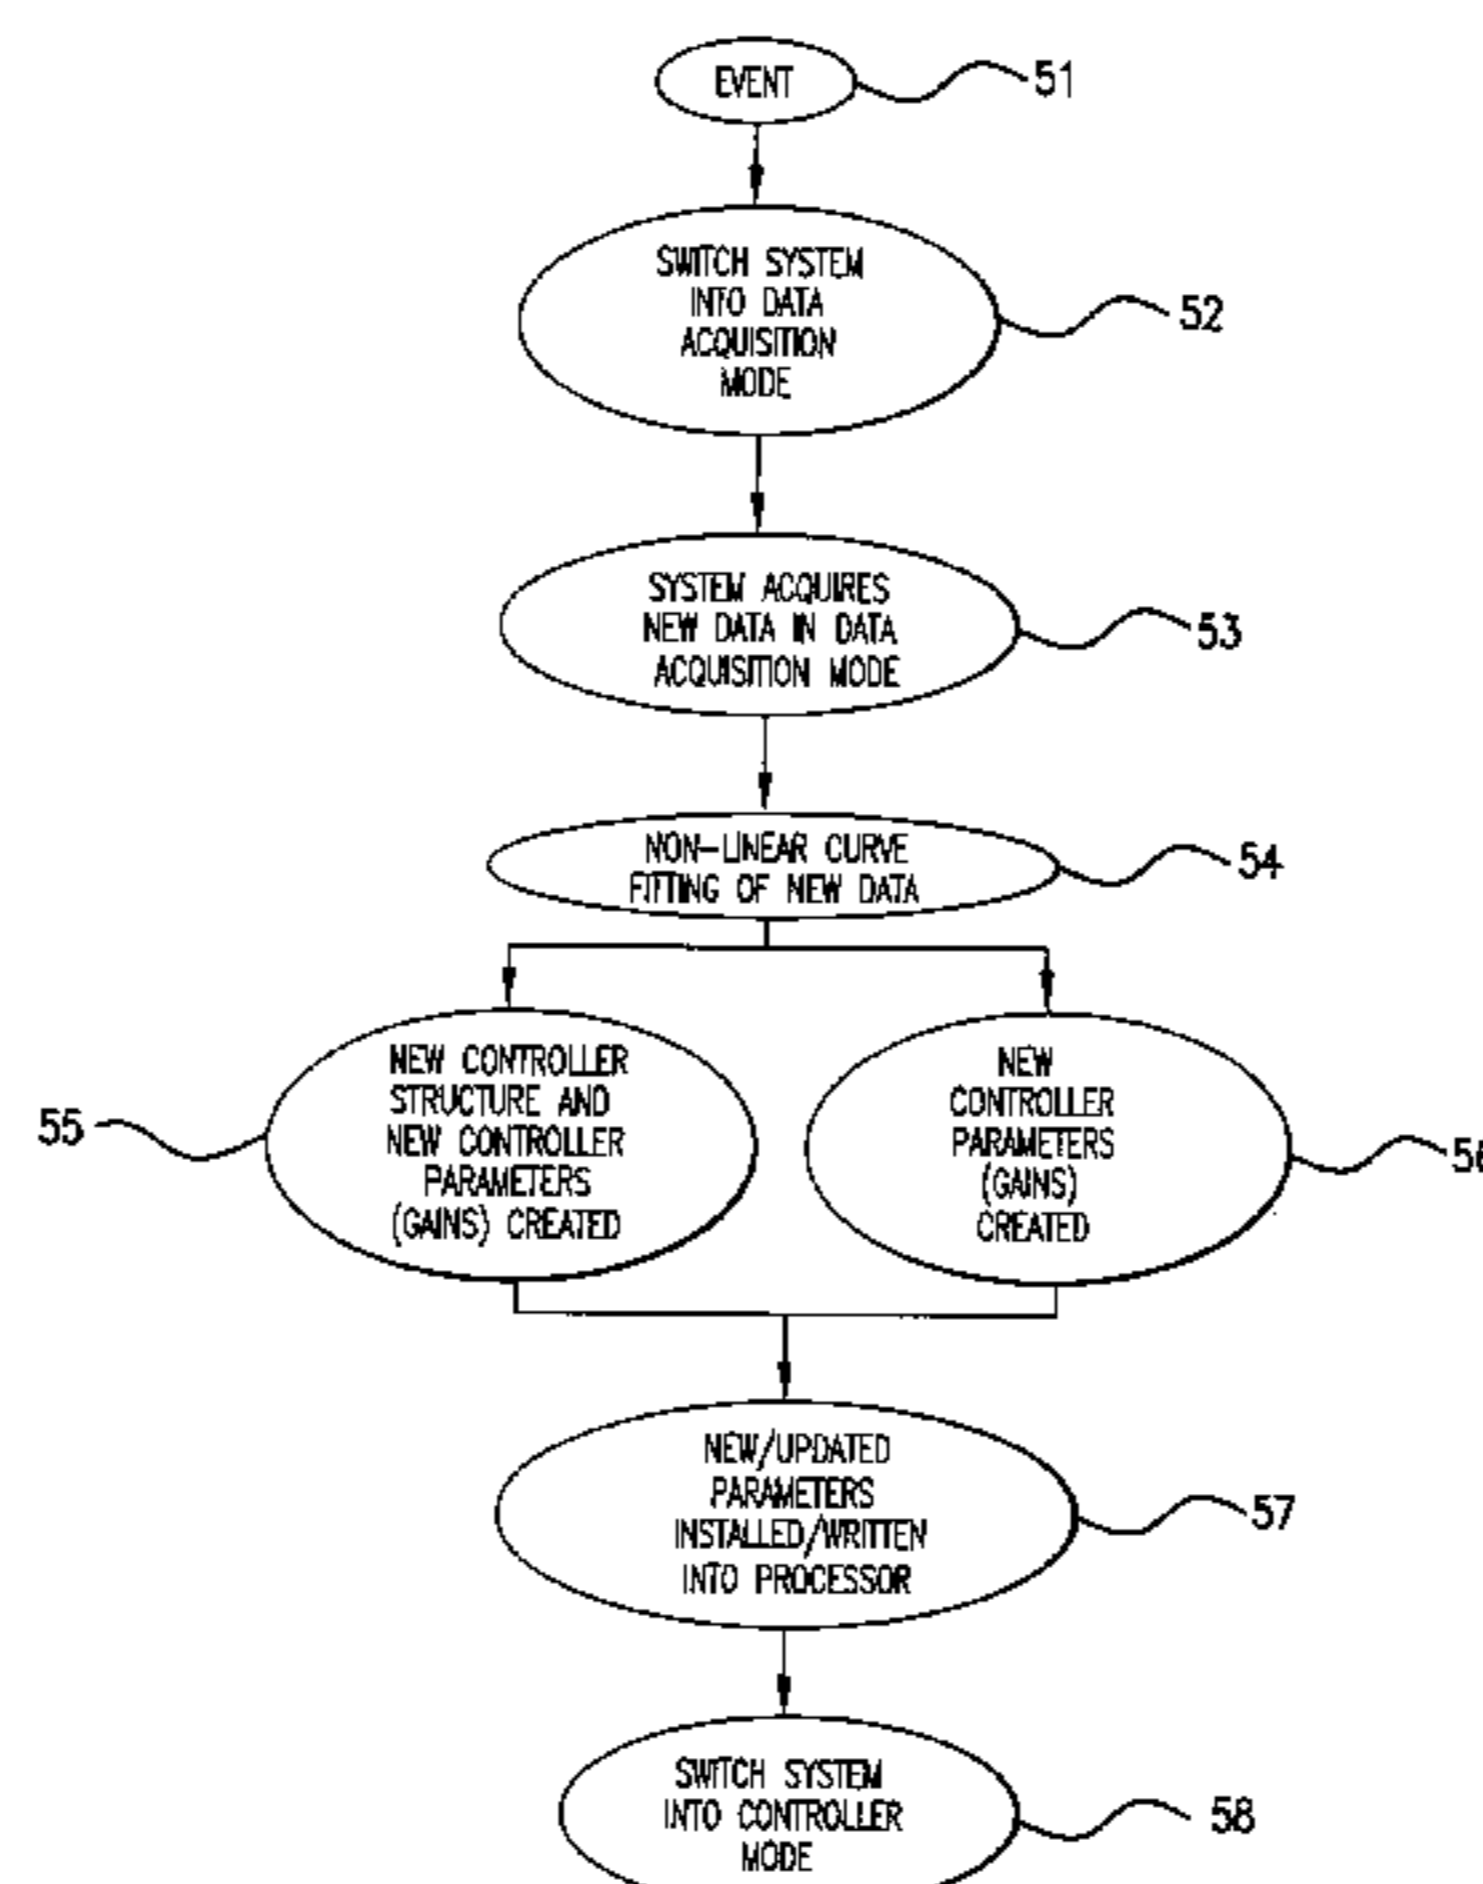 EVENT
51
SWITCH SYSTEM
INTO DATA
ACQUISITION
MODE
52
SYSTEM ACQUIRES
NEW DATA IN DATA
ACQUISITION MODE
53
NON-LINEAR CURVE
FITTING OF NEW DATA
54
55
NEW CONTROLLER
STRUCTURE AND
NEW CONTROLLER
PARAMETERS
(GAINS) CREATED
NEW
CONTROLLER
PARAMETERS
(GAINS)
CREATED
NEW/UPDATED
PARAMETERS
INSTALLED/WRITTEN
INTO PROCESSOR
57
SWITCH SYSTEM
INTO CONTROLLER
MODE
58